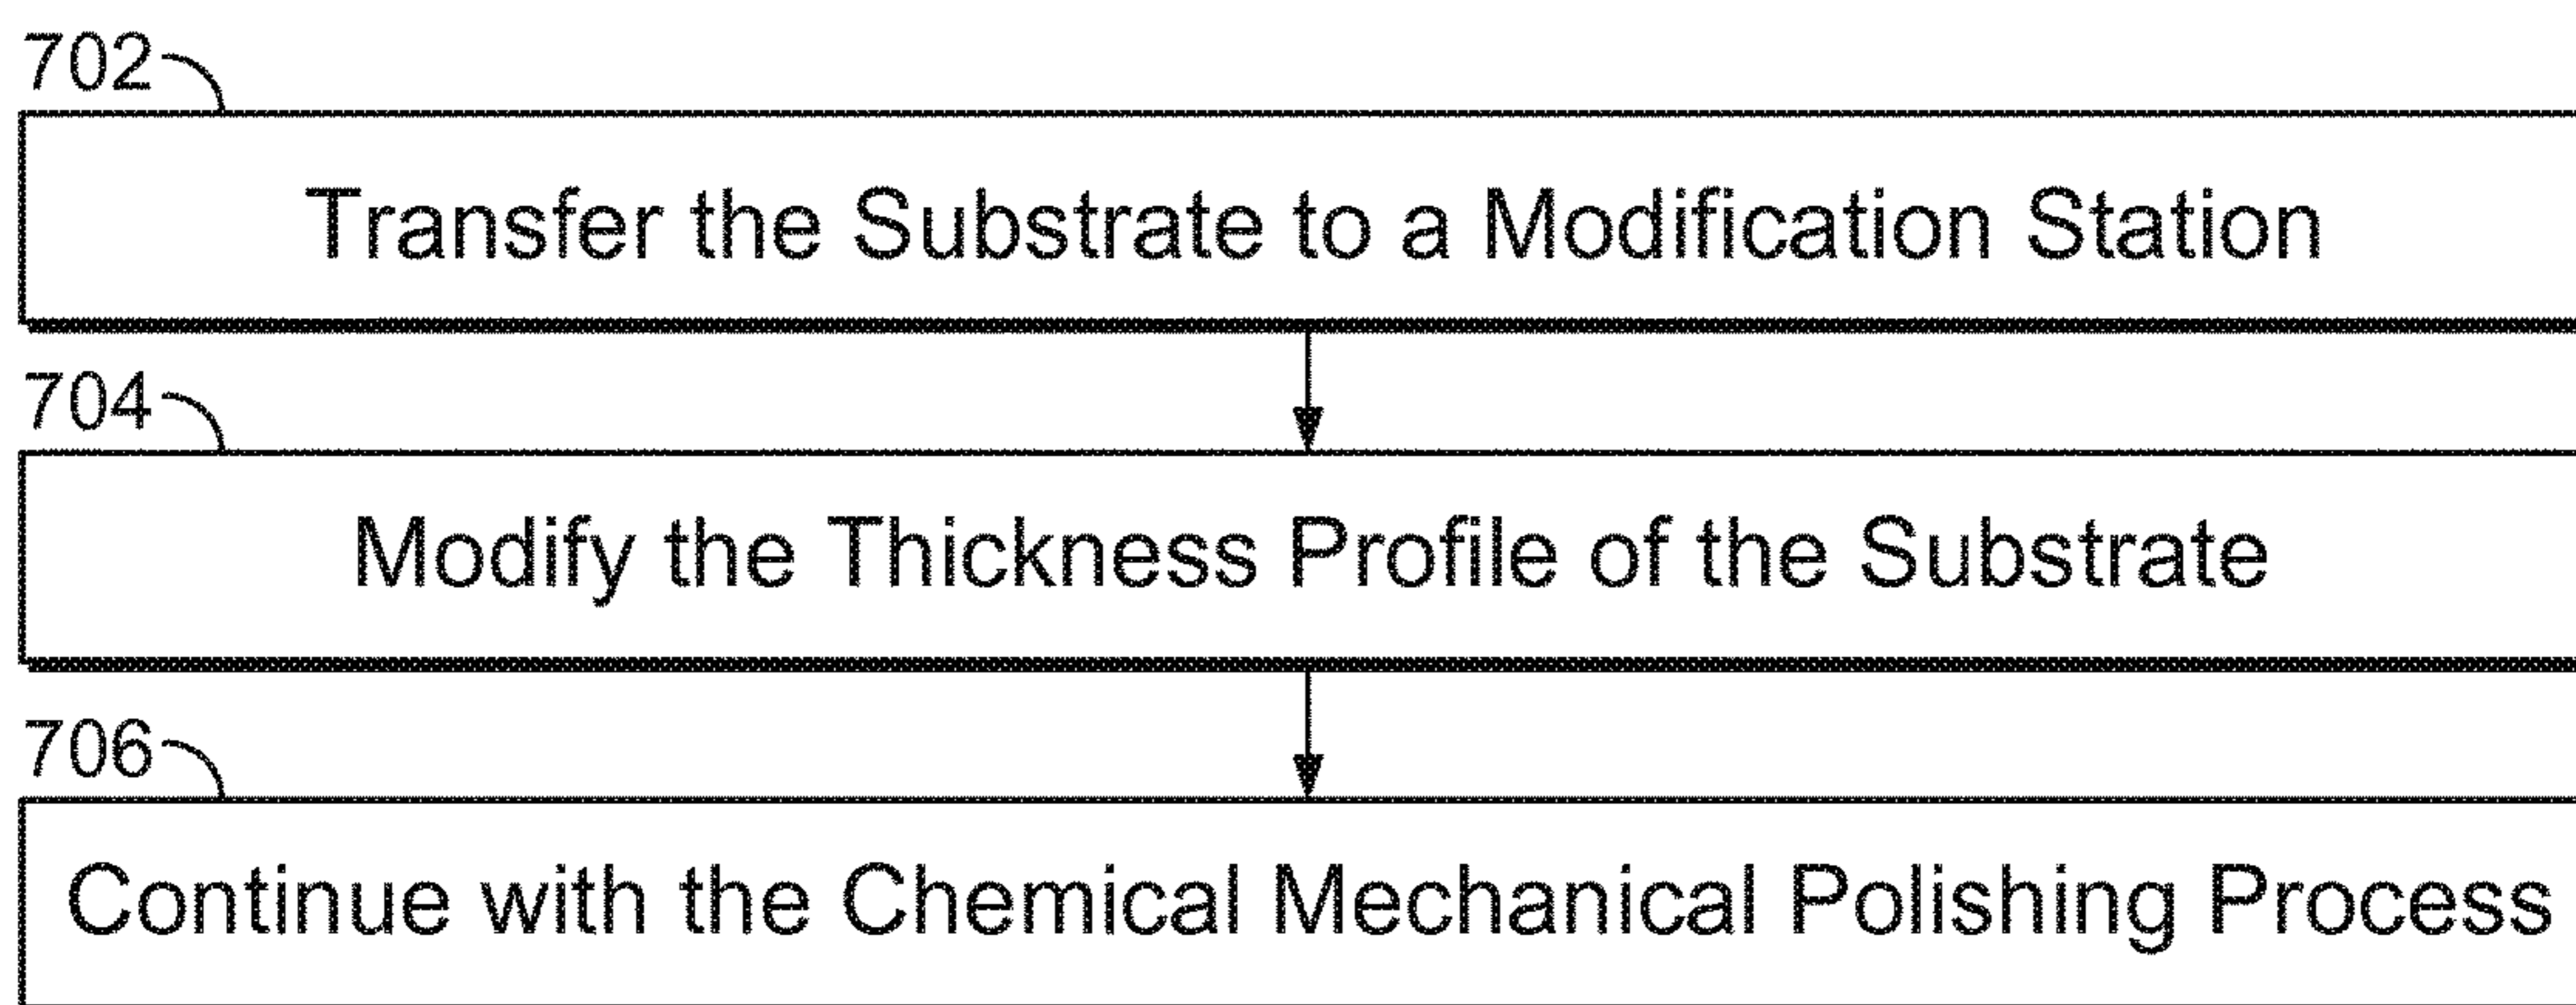 702
Transfer the Substrate to a Modification Station
704
Modify the Thickness Profile of the Substrate
706
Continue with the Chemical Mechanical Polishing Process